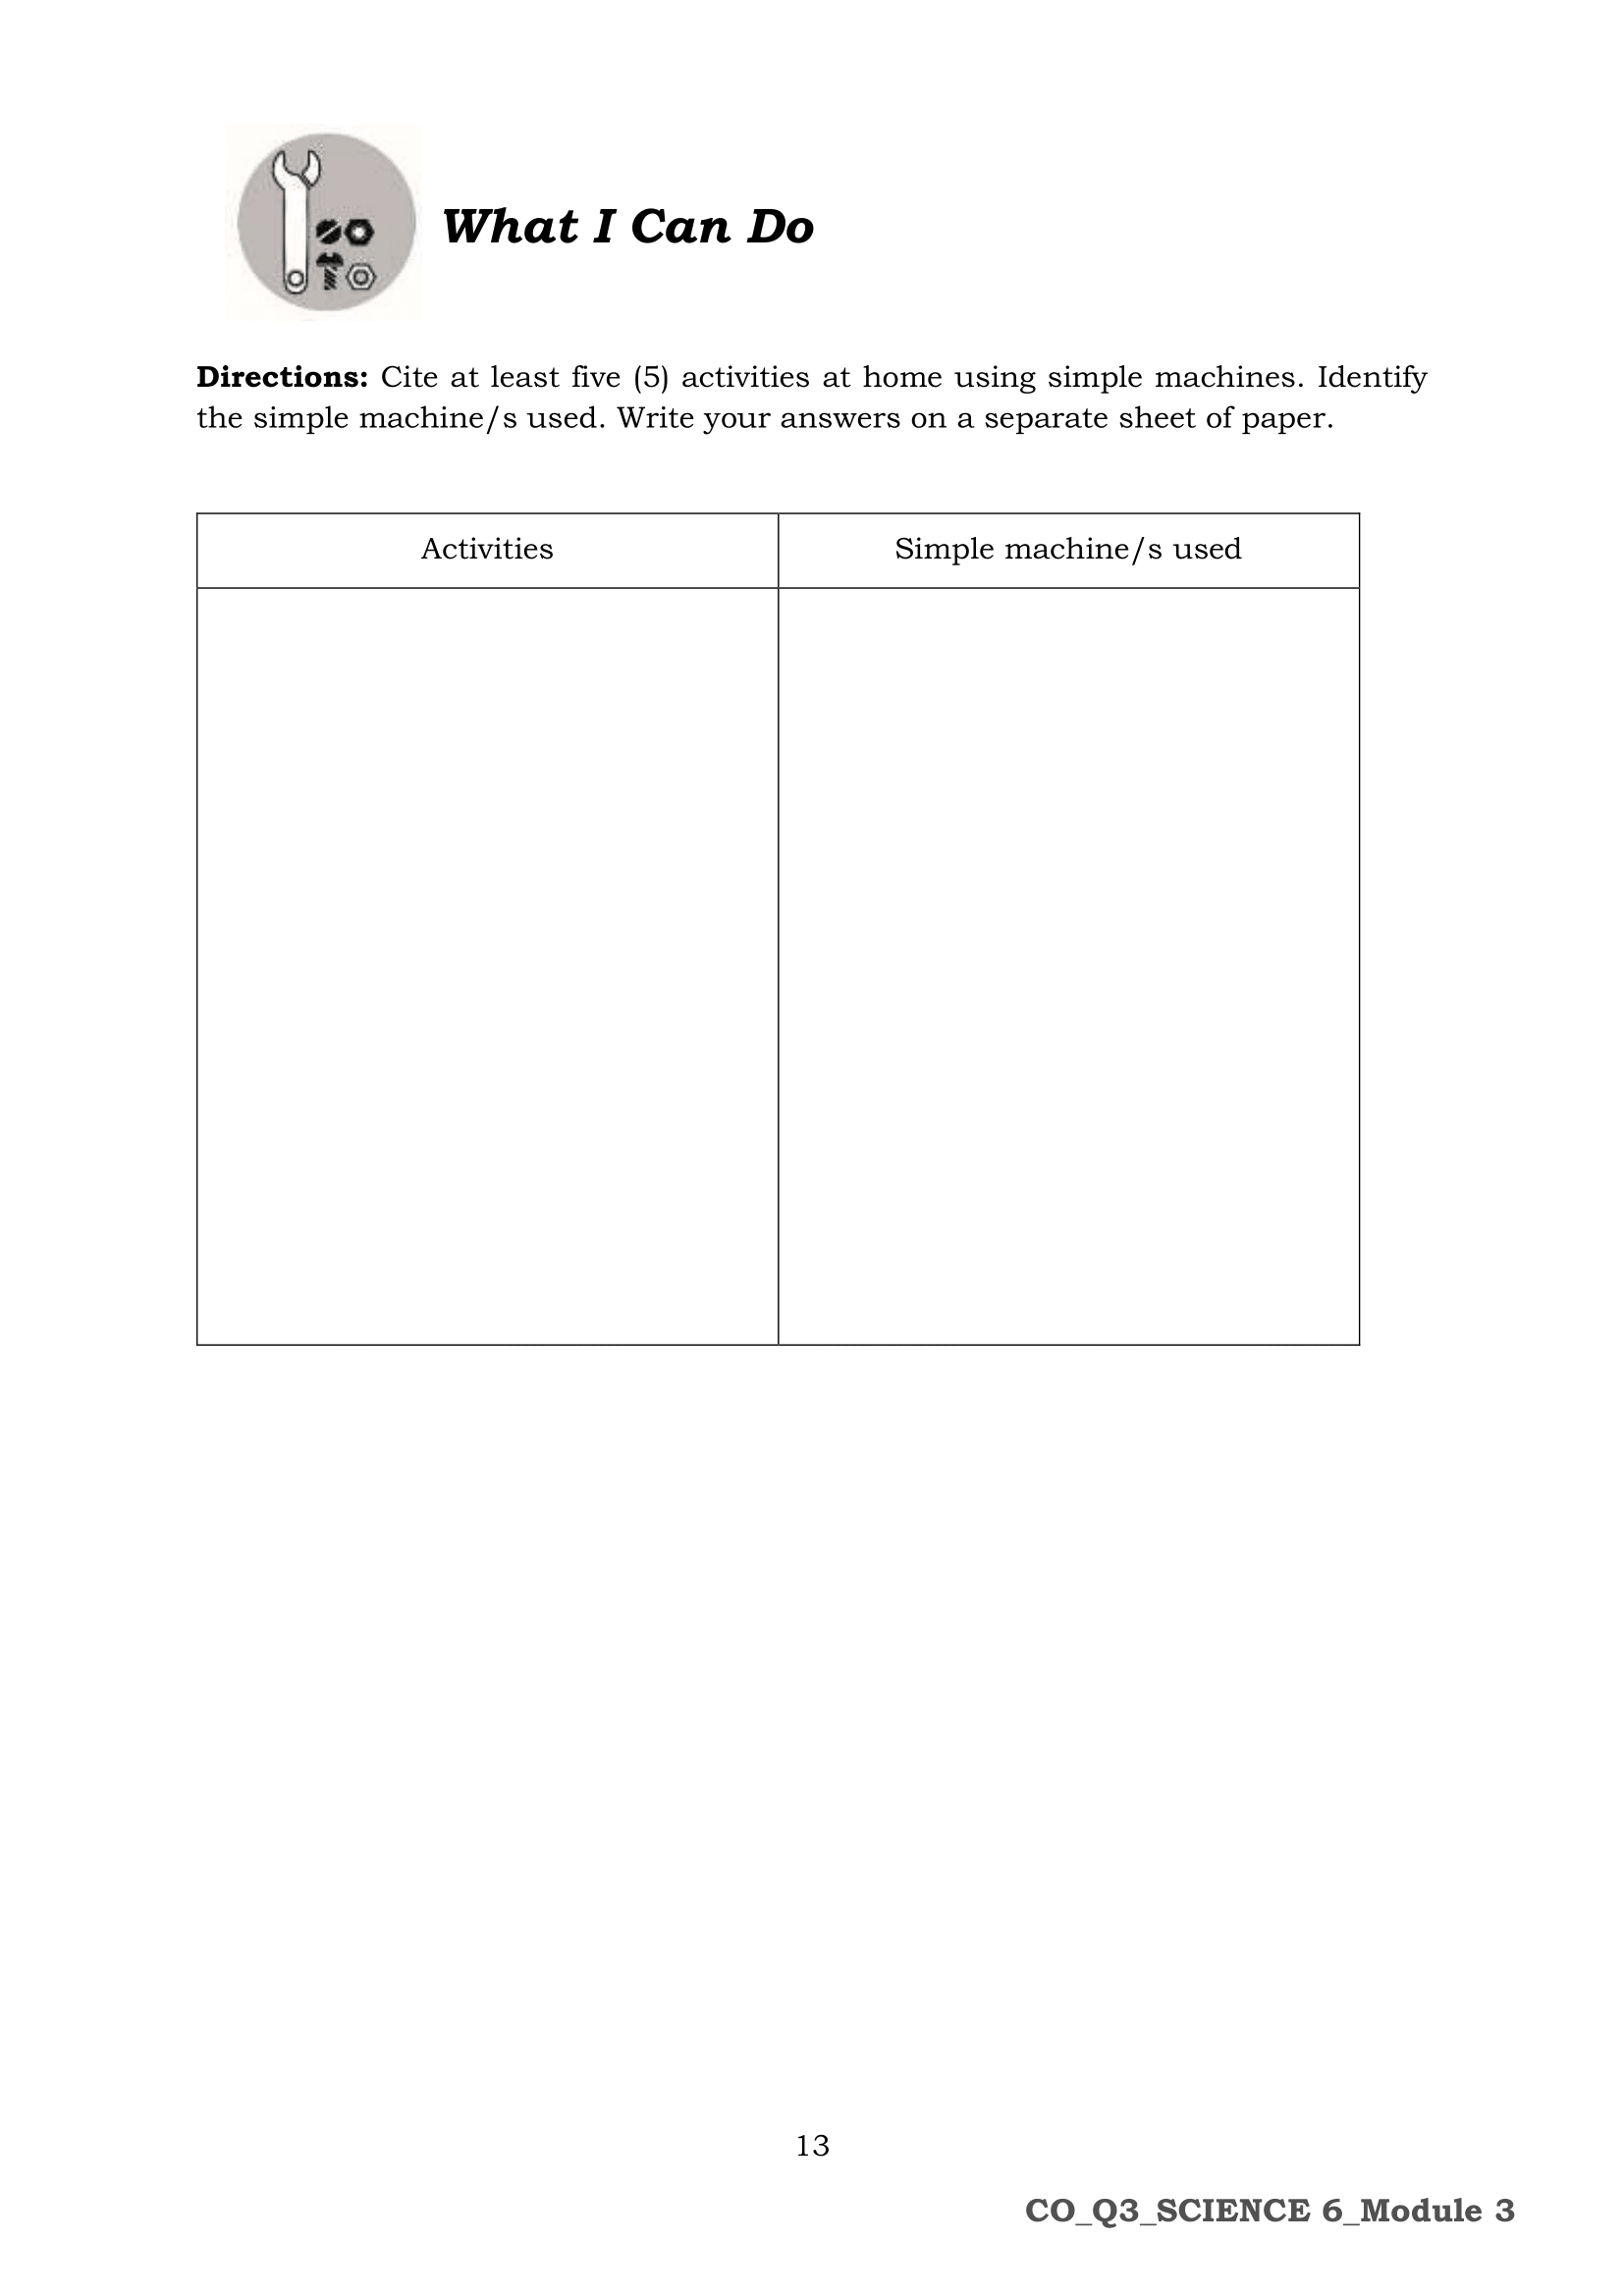 What I Can Do
Directions: Cite at least five (5) activities at home using simple machines. Identify
the simple machine/s used. Write your answers on a separate sheet of paper.
Activities
Simple machine/s used
13
CO_Q3_SCIENCE 6_Module 3